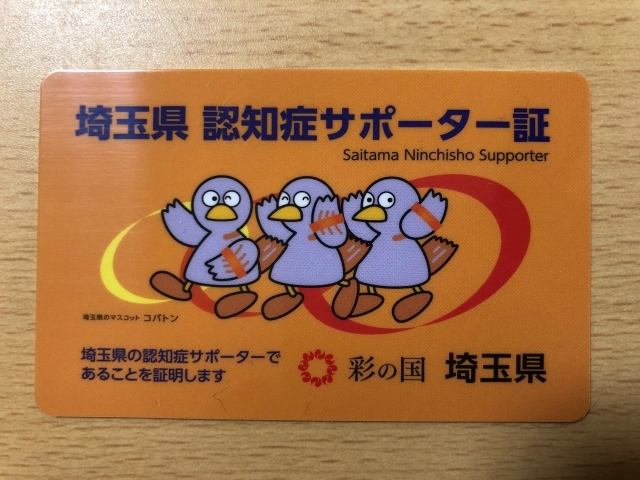 埼玉県 認知症サポーター証
Saitama Ninchisho Supporter
埼玉県のマスコット コバトン
埼玉県の認知症サポーターで
あることを証明します
彩の国 埼玉県